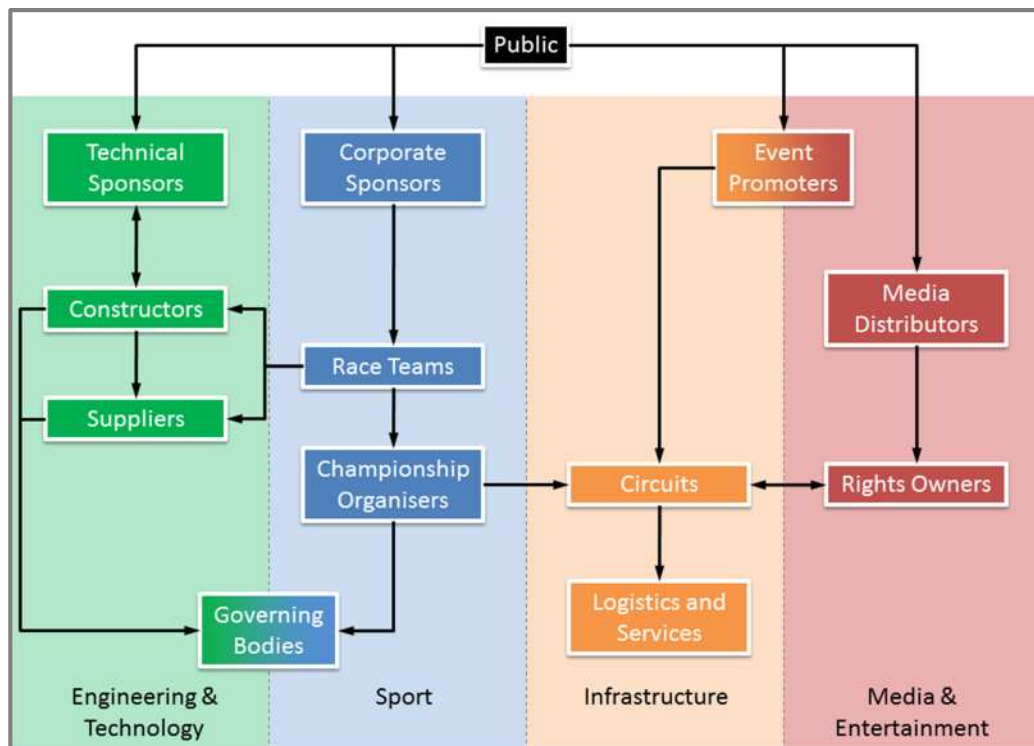 Public
Technical
Sponsors
Corporate
Sponsors
Event
Promoters
Constructors
Media
Distributors
Race Teams
Suppliers
Championship
Organisers
Circuits
Rights Owners
Governing
Bodies
Logistics and
Services
Engineering &
Technology
Sport
Infrastructure
Media &
Entertainment